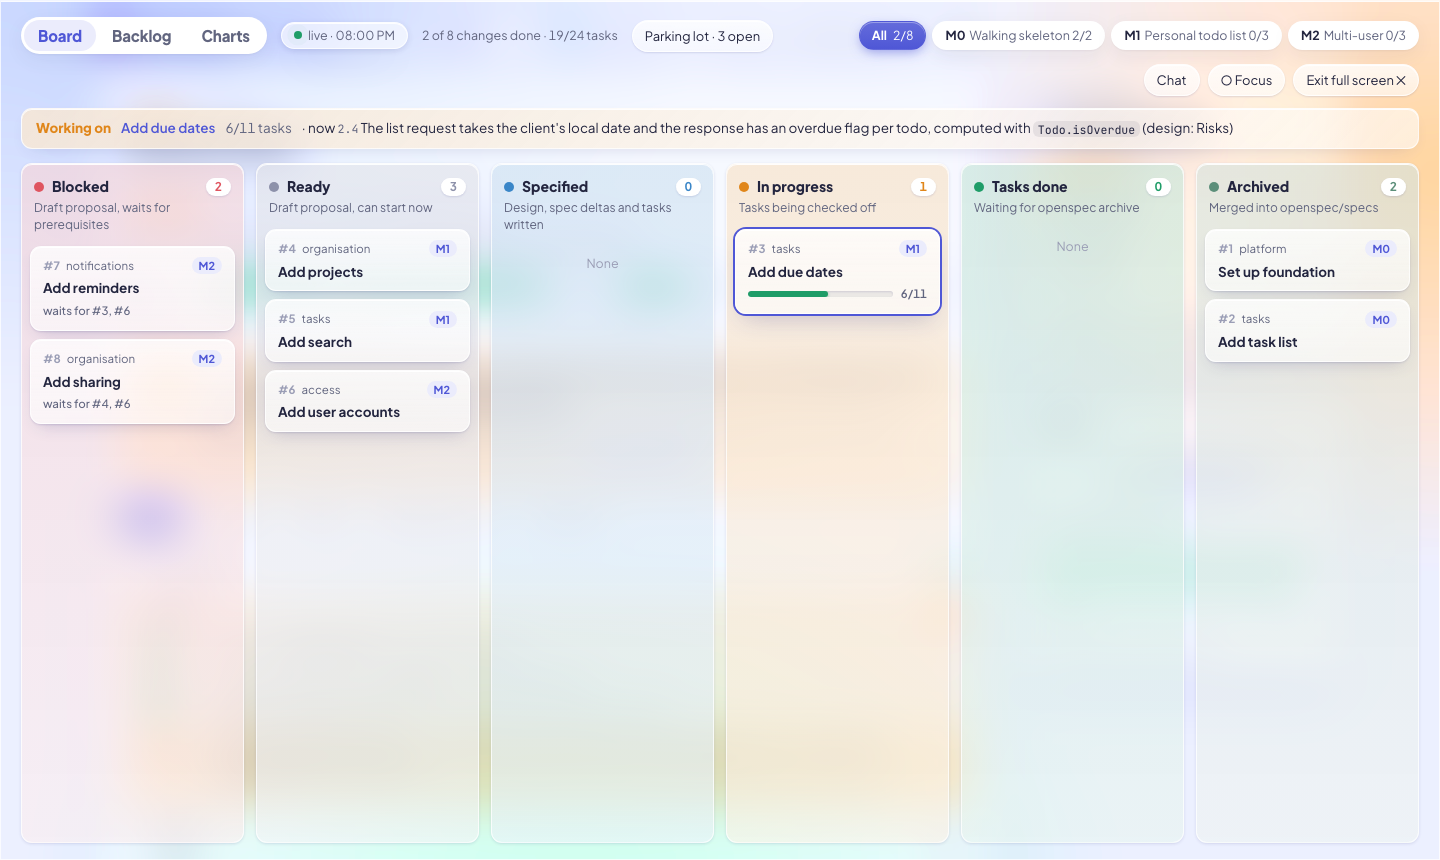 Board Backlog Charts
live · 08:00 PM
2 of 8 changes done · 19/24 tasks
Parking lot · 3 open
All 2/8
M0 Walking skeleton 2/2
M1 Personal todo list 0/3
M2 Multi-user 0/3
Chat
Focus
Exit full screen
Working on Add due dates 6/11 tasks · now 2.4 The list request takes the client's local date and the response has an overdue flag per todo, computed with Todo.isOverdue (design: Risks)
Blocked 2
Draft proposal, waits for
prerequisites
#7 notifications M2
Add reminders
waits for #3, #6
#8 organisation M2
Add sharing
waits for #4, #6
Ready 3
Draft proposal, can start now
#4 organisation M1
Add projects
#5 tasks M1
Add search
#6 access M2
Add user accounts
Specified 0
Design, spec deltas and tasks
written
None
In progress 1
Tasks being checked off
#3 tasks M1
Add due dates
6/11
Tasks done 0
Waiting for openspec archive
None
Archived 2
Merged into openspec/specs
#1 platform M0
Set up foundation
#2 tasks M0
Add task list